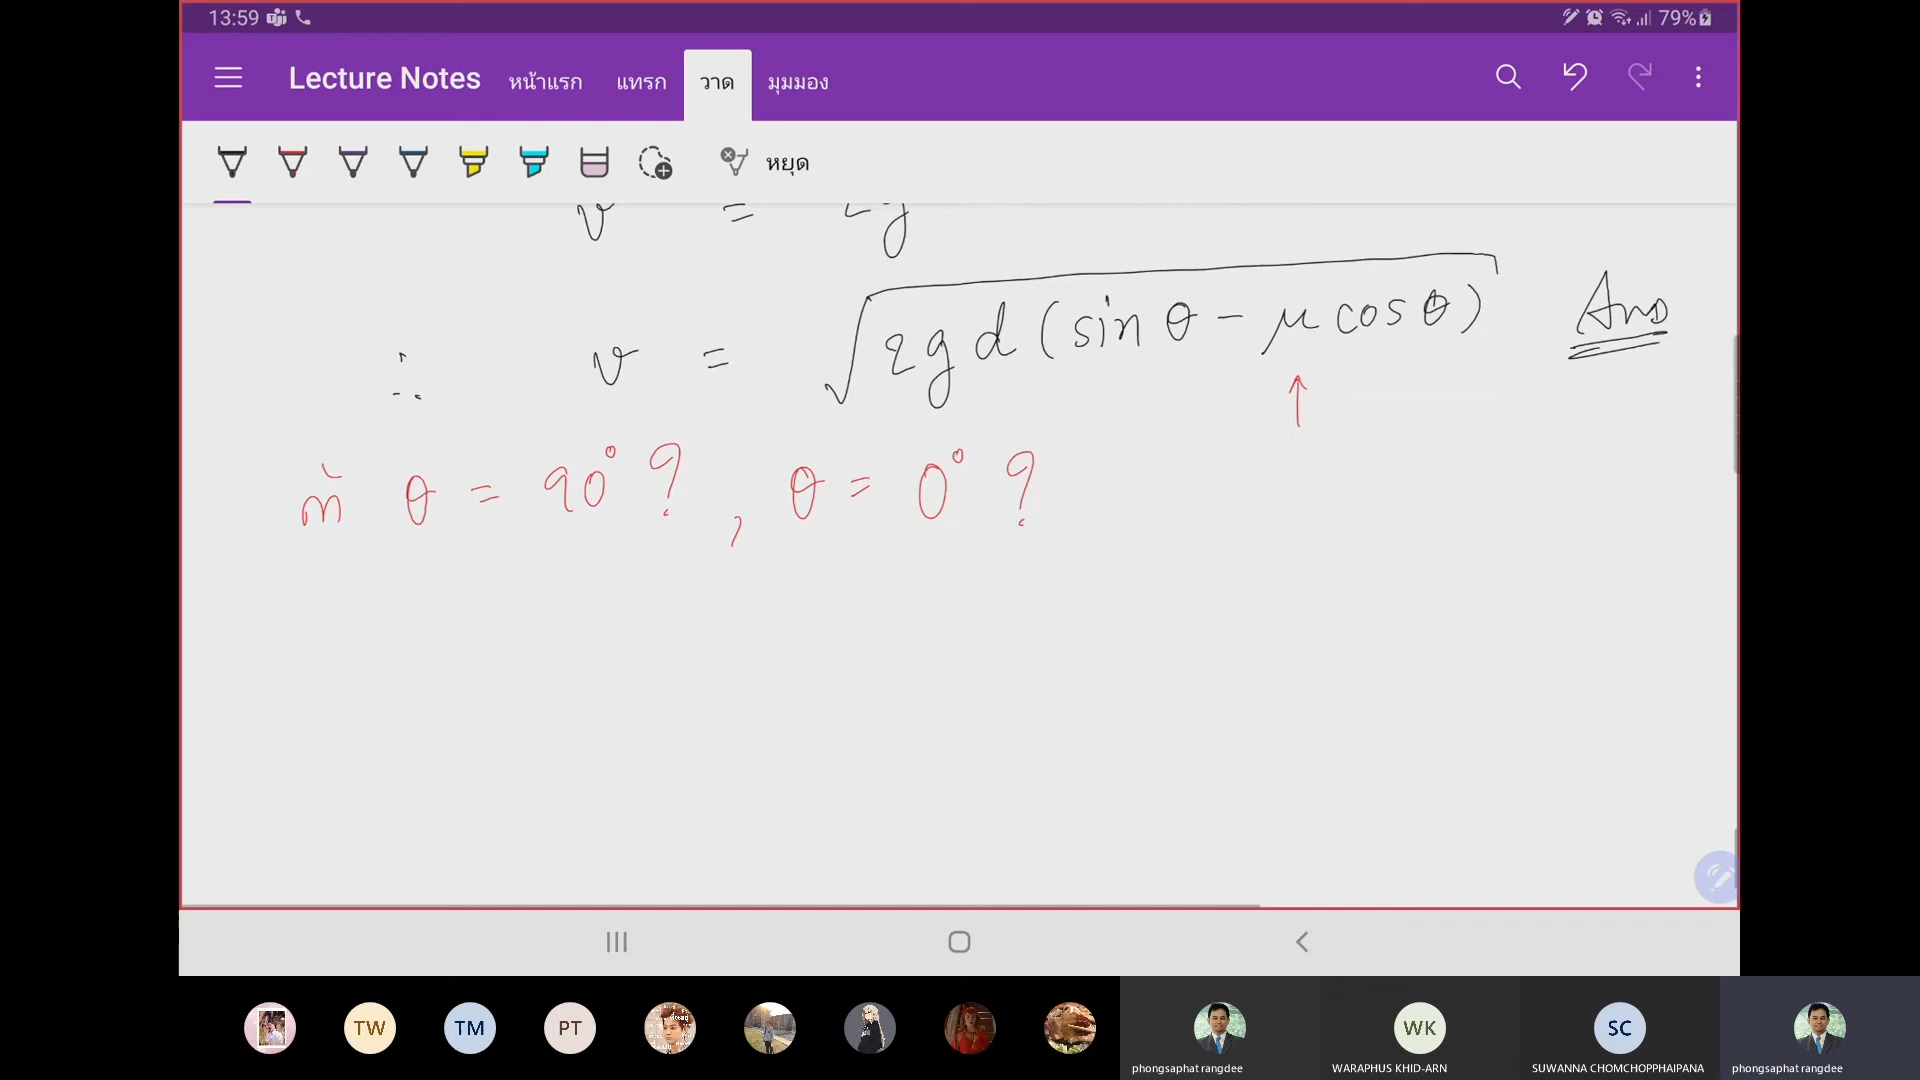 13:59 79%
Lecture Notes หน้าแรก แทรก วาด มุมมอง
หยุด
v =
∴ v = √2gd (sin θ - μ cos θ) Ans
↑
ถ้า θ = 90° ? , θ = 0° ?
TW TM PT WK SC
phongsaphat rangdee WARAPHUS KHID-ARN SUWANNA CHOMCHOPPHAIPANA phongsaphat rangdee